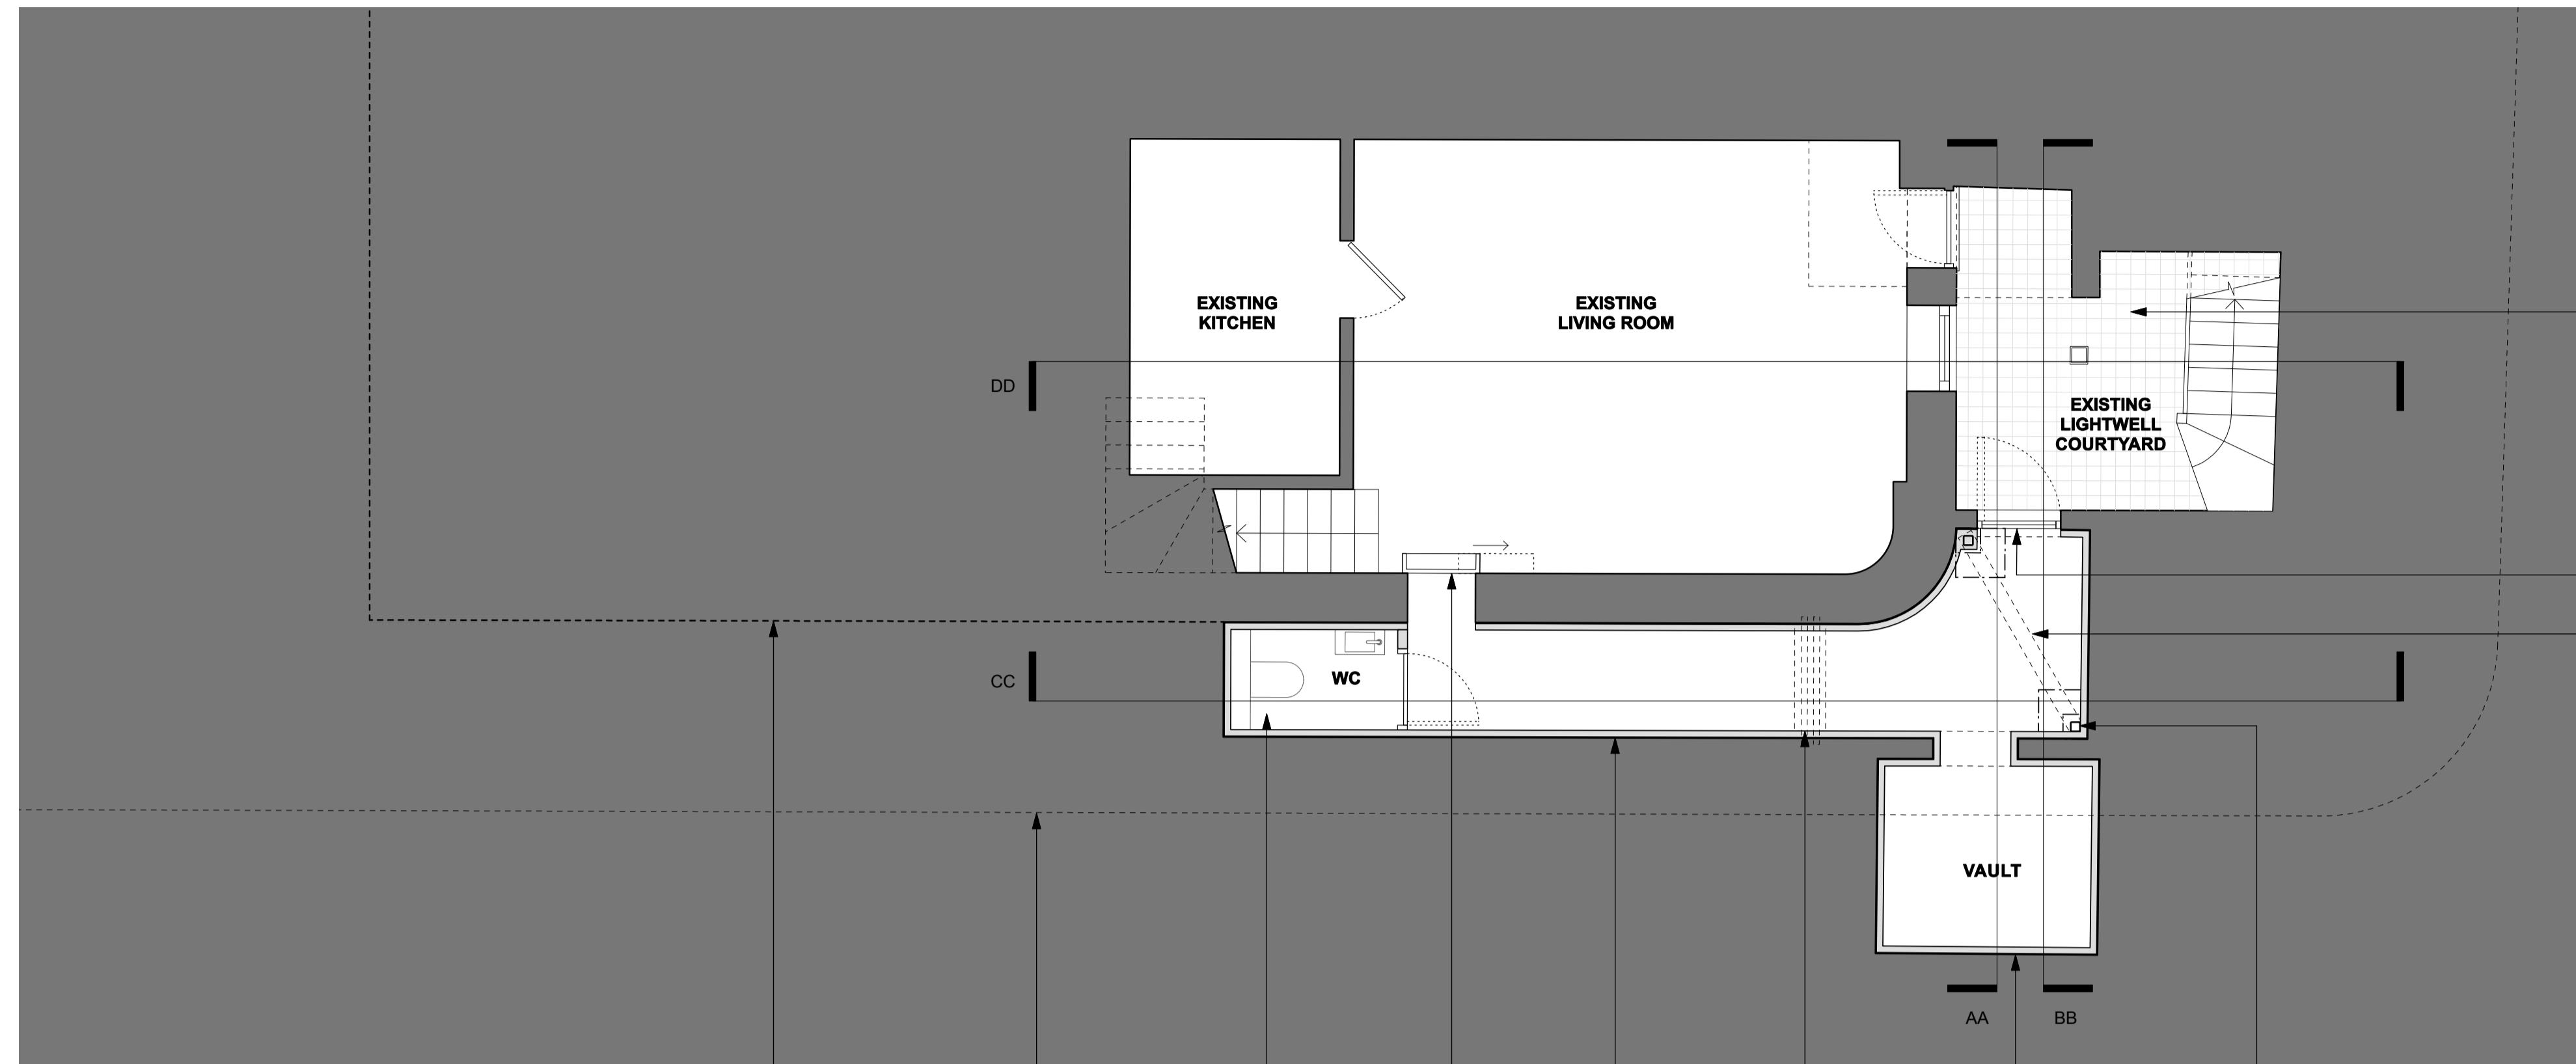 EXISTING
KITCHEN
EXISTING
LIVING ROOM
DD
EXISTING
LIGHTWELL
COURTYARD
WC
CC
VAULT
AA
BB